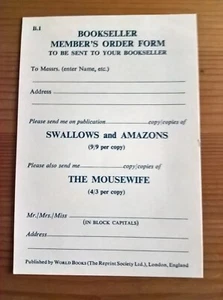 B.1
BOOKSELLER
MEMBER'S ORDER FORM
TO BE SENT TO YOUR BOOKSELLER
To Messrs. (enter Name, etc.)
Address
Please send me on publication copy/copies of
SWALLOWS and AMAZONS
(9/9 per copy)
Please also send me copy/copies of
THE MOUSEWIFE
(4/3 per copy)
Mr./Mrs./Miss
(IN BLOCK CAPITALS)
Address
Published by WORLD BOOKS (The Reprint Society Ltd.), London, England.